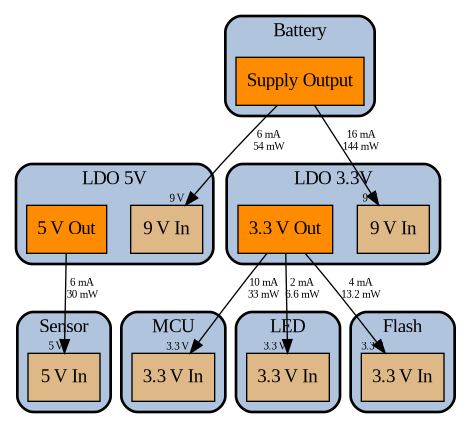 Battery
Supply Output
6 mA
54 mW
16 mA
144 mW
LDO 5V
LDO 3.3V
9 V
9
5 V Out
9 V In
3.3 V Out
9 V In
6 mA
30 mW
10 mA
33 mW
2 mA
6.6 mW
4 mA
13.2 mW
Sensor
MCU
LED
Flash
5 V
3.3 V
3.3 V
3.3
5 V In
3.3 V In
3.3 V In
3.3 V In